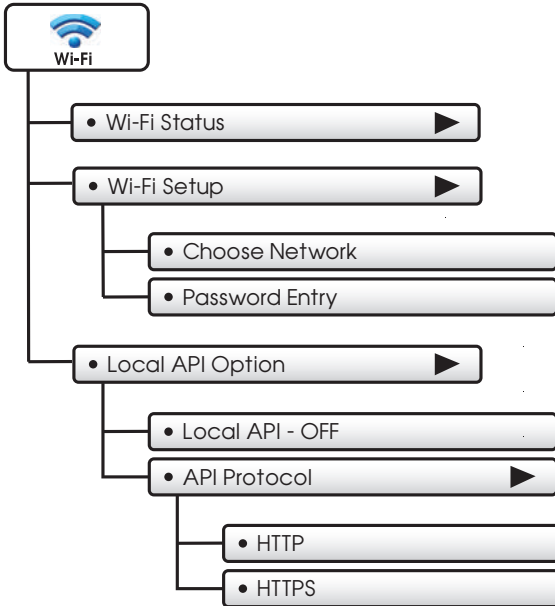 Wi-Fi
• Wi-Fi Status
• Wi-Fi Setup
• Choose Network
• Password Entry
• Local API Option
• Local API - OFF
• API Protocol
• HTTP
• HTTPS